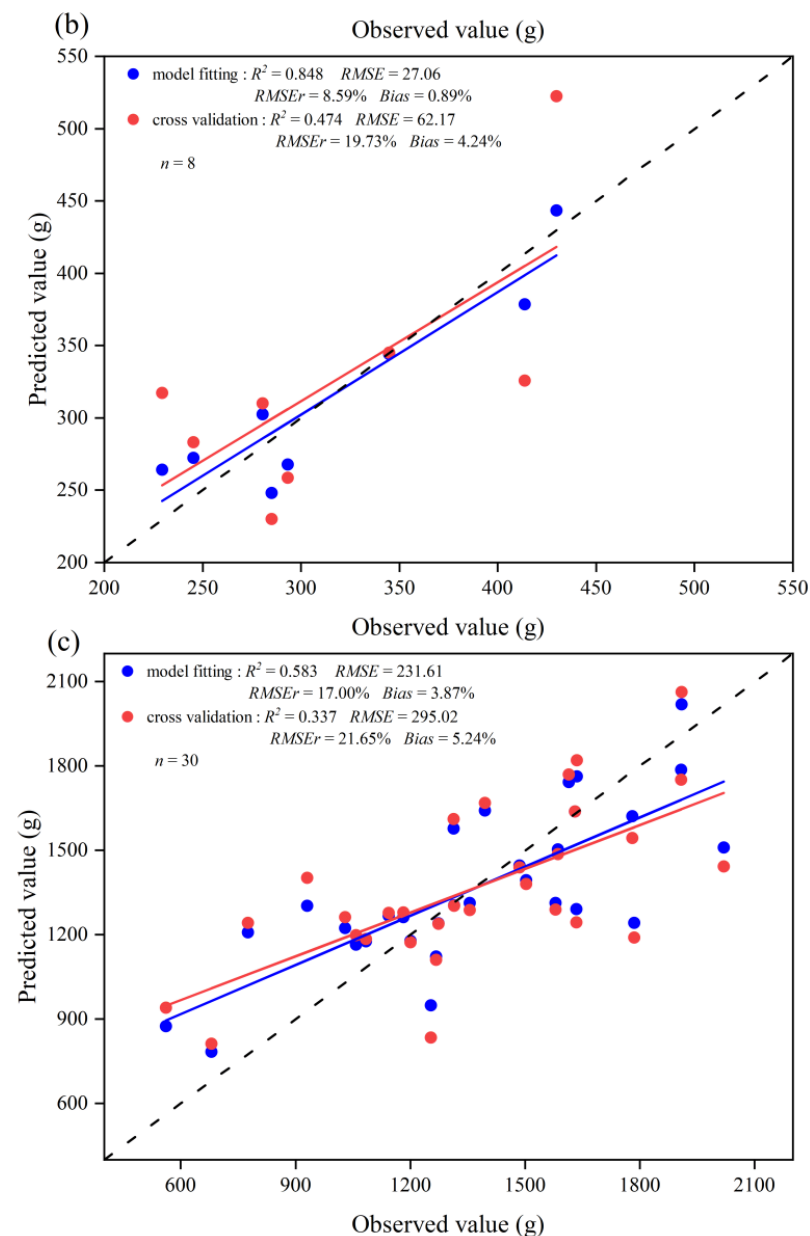 (b)
Observed value (g)
550
model fitting : R² = 0.848 RMSE = 27.06
RMSEr = 8.59% Bias = 0.89%
500
cross validation : R² = 0.474 RMSE = 62.17
RMSEr = 19.73% Bias = 4.24%
n = 8
450
400
Predicted value (g)
350
300
250
200
200 250 300 350 400 450 500 550
(c)
Observed value (g)
2100
model fitting : R² = 0.583 RMSE = 231.61
RMSEr = 17.00% Bias = 3.87%
cross validation : R² = 0.337 RMSE = 295.02
RMSEr = 21.65% Bias = 5.24%
n = 30
1800
1500
Predicted value (g)
1200
900
600
600 900 1200 1500 1800 2100
Observed value (g)